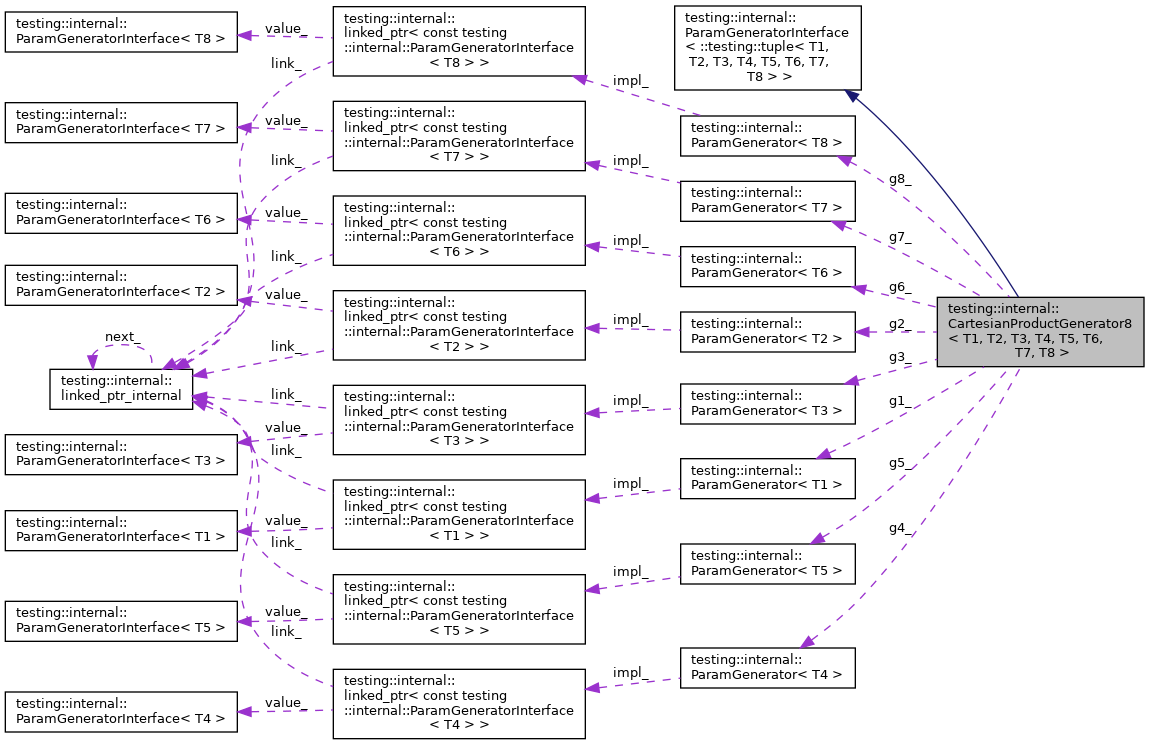 testing::internal::
ParamGeneratorInterface< T8 >
testing::internal::
ParamGeneratorInterface< T7 >
testing::internal::
ParamGeneratorInterface< T6 >
testing::internal::
ParamGeneratorInterface< T2 >
next_
testing::internal::
linked_ptr_internal
testing::internal::
ParamGeneratorInterface< T3 >
testing::internal::
ParamGeneratorInterface< T1 >
testing::internal::
ParamGeneratorInterface< T5 >
testing::internal::
ParamGeneratorInterface< T4 >
value_
link_
value_
link_
value_
link_
value_
link_
link_
value_
link_
value_
link_
value_
link_
value_
testing::internal::
linked_ptr< const testing
::internal::ParamGeneratorInterface
< T8 > >
testing::internal::
linked_ptr< const testing
::internal::ParamGeneratorInterface
< T7 > >
testing::internal::
linked_ptr< const testing
::internal::ParamGeneratorInterface
< T6 > >
testing::internal::
linked_ptr< const testing
::internal::ParamGeneratorInterface
< T2 > >
testing::internal::
linked_ptr< const testing
::internal::ParamGeneratorInterface
< T3 > >
testing::internal::
linked_ptr< const testing
::internal::ParamGeneratorInterface
< T1 > >
testing::internal::
linked_ptr< const testing
::internal::ParamGeneratorInterface
< T5 > >
testing::internal::
linked_ptr< const testing
::internal::ParamGeneratorInterface
< T4 > >
impl_
impl_
impl_
impl_
impl_
impl_
impl_
impl_
testing::internal::
ParamGeneratorInterface
< ::testing::tuple< T1,
T2, T3, T4, T5, T6, T7,
T8 > >
testing::internal::
ParamGenerator< T8 >
testing::internal::
ParamGenerator< T7 >
testing::internal::
ParamGenerator< T6 >
testing::internal::
ParamGenerator< T2 >
testing::internal::
ParamGenerator< T3 >
testing::internal::
ParamGenerator< T1 >
testing::internal::
ParamGenerator< T5 >
testing::internal::
ParamGenerator< T4 >
g8_
g7_
g6_
g2_
g3_
g1_
g5_
g4_
testing::internal::
CartesianProductGenerator8
< T1, T2, T3, T4, T5, T6,
T7, T8 >